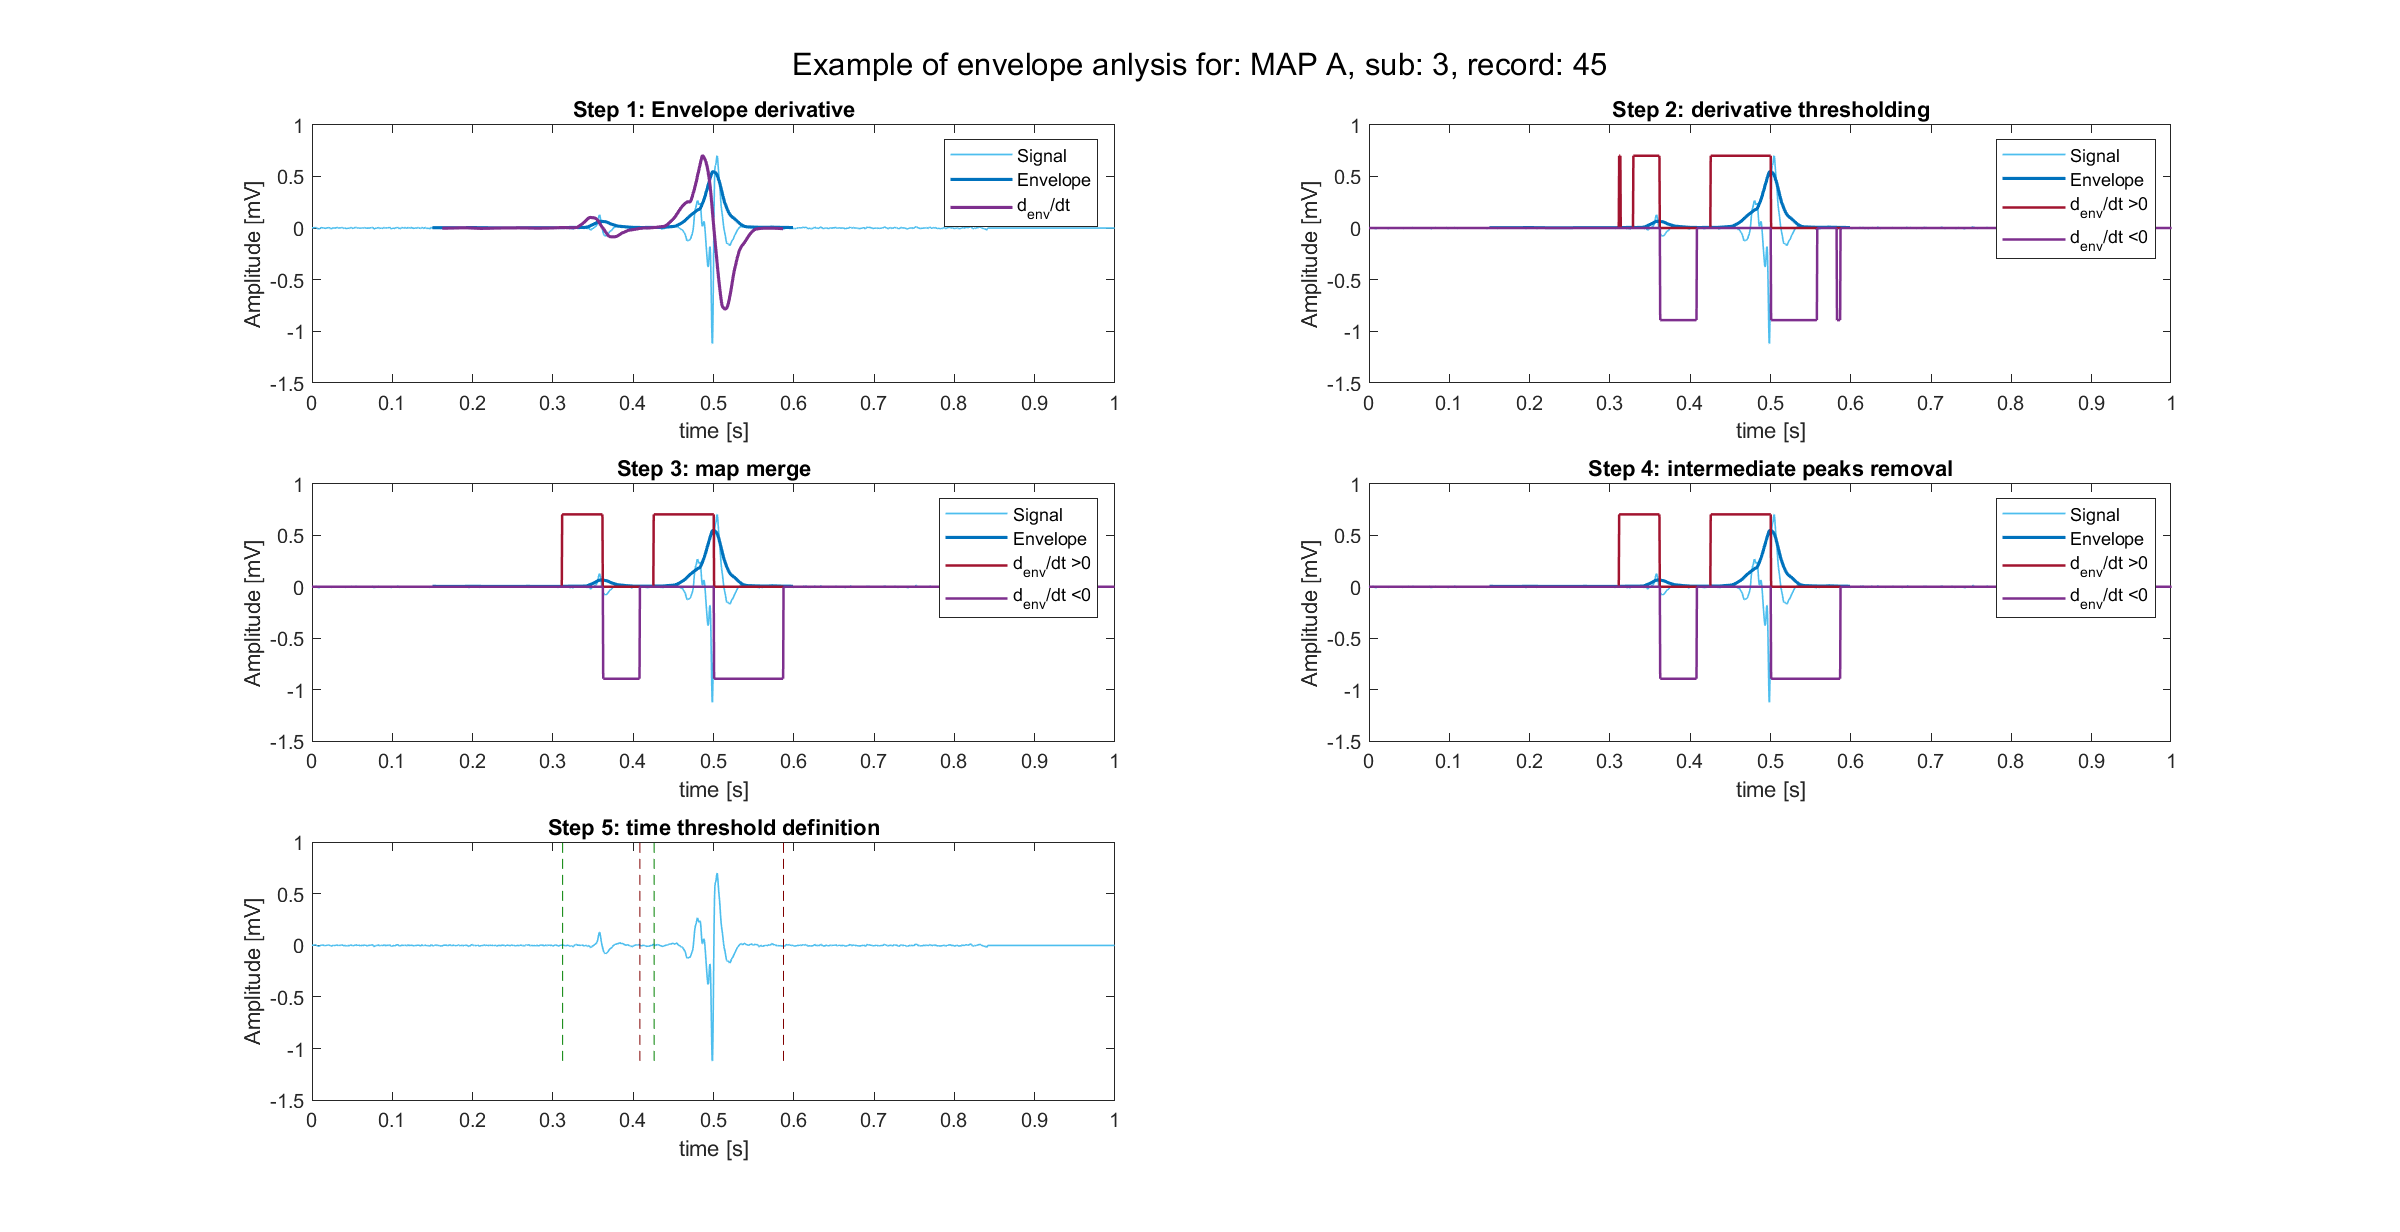 Example of envelope anlysis for: MAP A, sub: 3, record: 45
Step 1: Envelope derivative
Amplitude [mV]
1
0.5
0
-0.5
-1
-1.5
0 0.1 0.2 0.3 0.4 0.5 0.6 0.7 0.8 0.9 1
time [s]
Signal
Envelope
d_env/dt
Step 2: derivative thresholding
Amplitude [mV]
1
0.5
0
-0.5
-1
-1.5
0 0.1 0.2 0.3 0.4 0.5 0.6 0.7 0.8 0.9 1
time [s]
Signal
Envelope
d_env/dt >0
d_env/dt <0
Step 3: map merge
Amplitude [mV]
1
0.5
0
-0.5
-1
-1.5
0 0.1 0.2 0.3 0.4 0.5 0.6 0.7 0.8 0.9 1
time [s]
Signal
Envelope
d_env/dt >0
d_env/dt <0
Step 4: intermediate peaks removal
Amplitude [mV]
1
0.5
0
-0.5
-1
-1.5
0 0.1 0.2 0.3 0.4 0.5 0.6 0.7 0.8 0.9 1
time [s]
Signal
Envelope
d_env/dt >0
d_env/dt <0
Step 5: time threshold definition
Amplitude [mV]
1
0.5
0
-0.5
-1
-1.5
0 0.1 0.2 0.3 0.4 0.5 0.6 0.7 0.8 0.9 1
time [s]